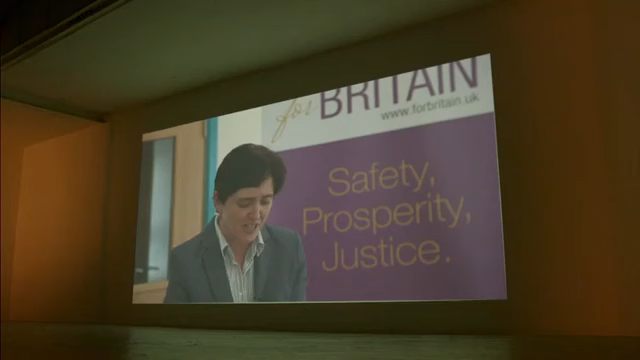 for BRITAIN
www.forbritain.uk
Safety,
Prosperity,
Justice.